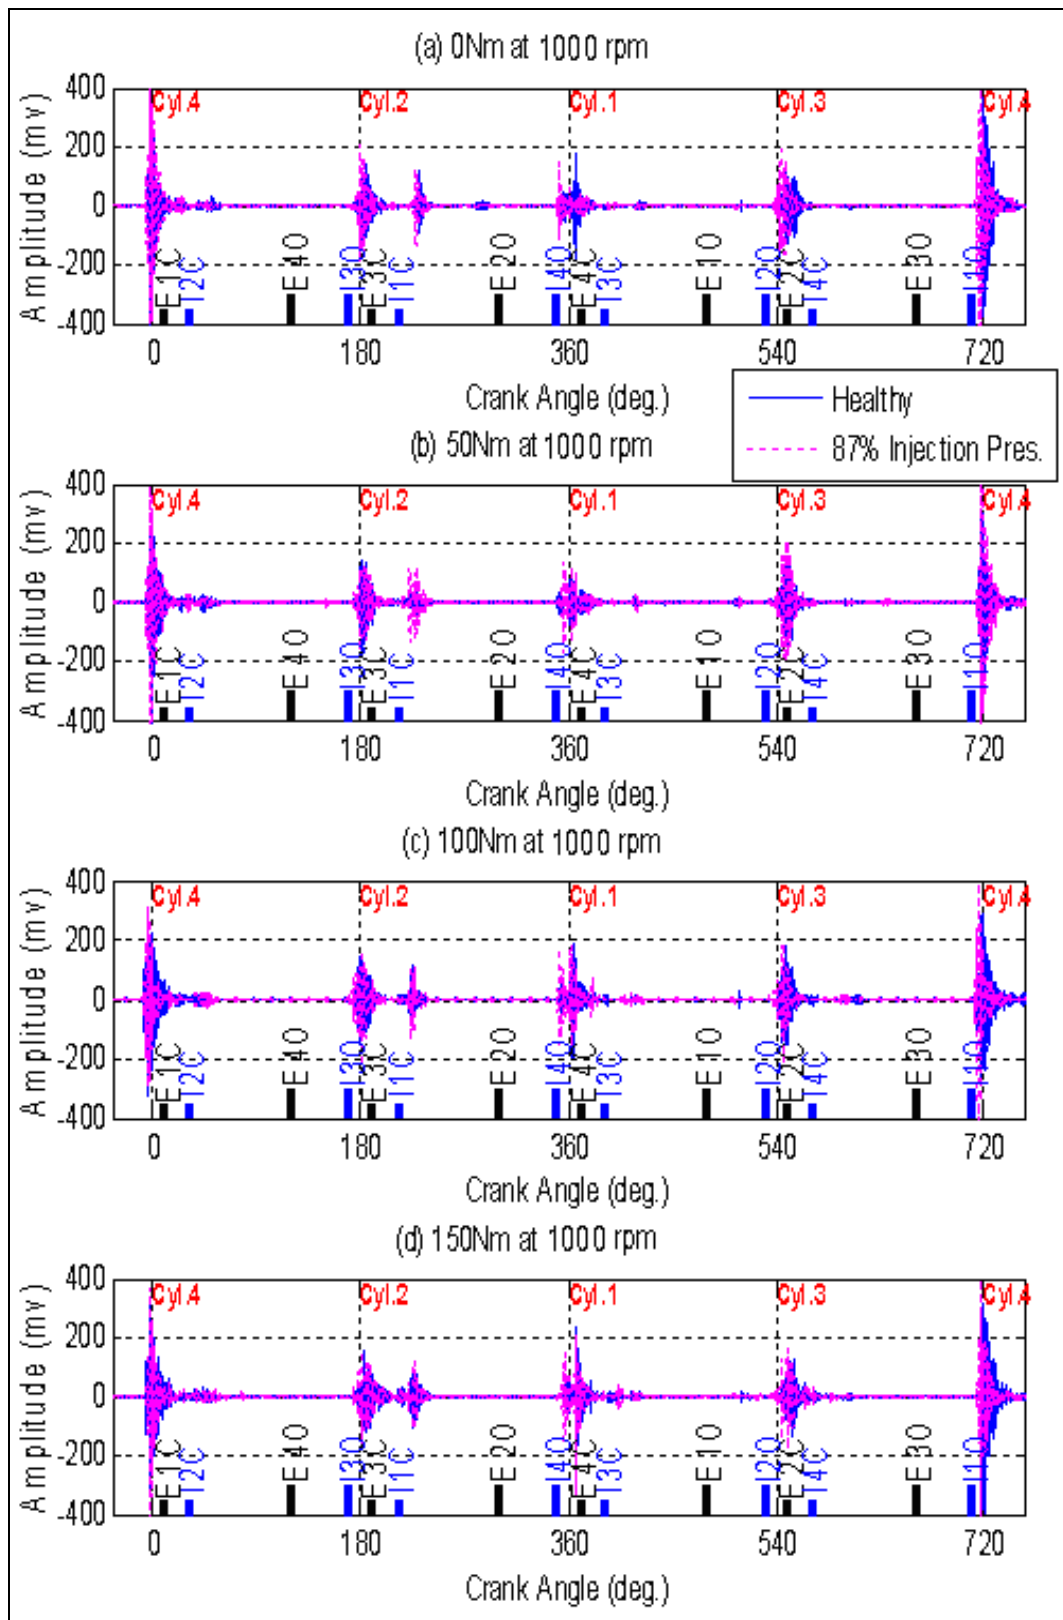 (a) 0Nm at 1000 rpm
Amplitude (mv)
400
200
0
-200
-400
Cyl.4 Cyl.2 Cyl.1 Cyl.3 Cyl.4
E1C I2C E4O I3O E3C I1C E2O I4O E4C I3C E1O I2O E2C I4C E3O I1O
0 180 360 540 720
Crank Angle (deg.)
Healthy
87% Injection Pres.
(b) 50Nm at 1000 rpm
Amplitude (mv)
400
200
0
-200
-400
Cyl.4 Cyl.2 Cyl.1 Cyl.3 Cyl.4
E1C I2C E4O I3O E3C I1C E2O I4O E4C I3C E1O I2O E2C I4C E3O I1O
0 180 360 540 720
Crank Angle (deg.)
(c) 100Nm at 1000 rpm
Amplitude (mv)
400
200
0
-200
-400
Cyl.4 Cyl.2 Cyl.1 Cyl.3 Cyl.4
E1C I2C E4O I3O E3C I1C E2O I4O E4C I3C E1O I2O E2C I4C E3O I1O
0 180 360 540 720
Crank Angle (deg.)
(d) 150Nm at 1000 rpm
Amplitude (mv)
400
200
0
-200
-400
Cyl.4 Cyl.2 Cyl.1 Cyl.3 Cyl.4
E1C I2C E4O I3O E3C I1C E2O I4O E4C I3C E1O I2O E2C I4C E3O I1O
0 180 360 540 720
Crank Angle (deg.)